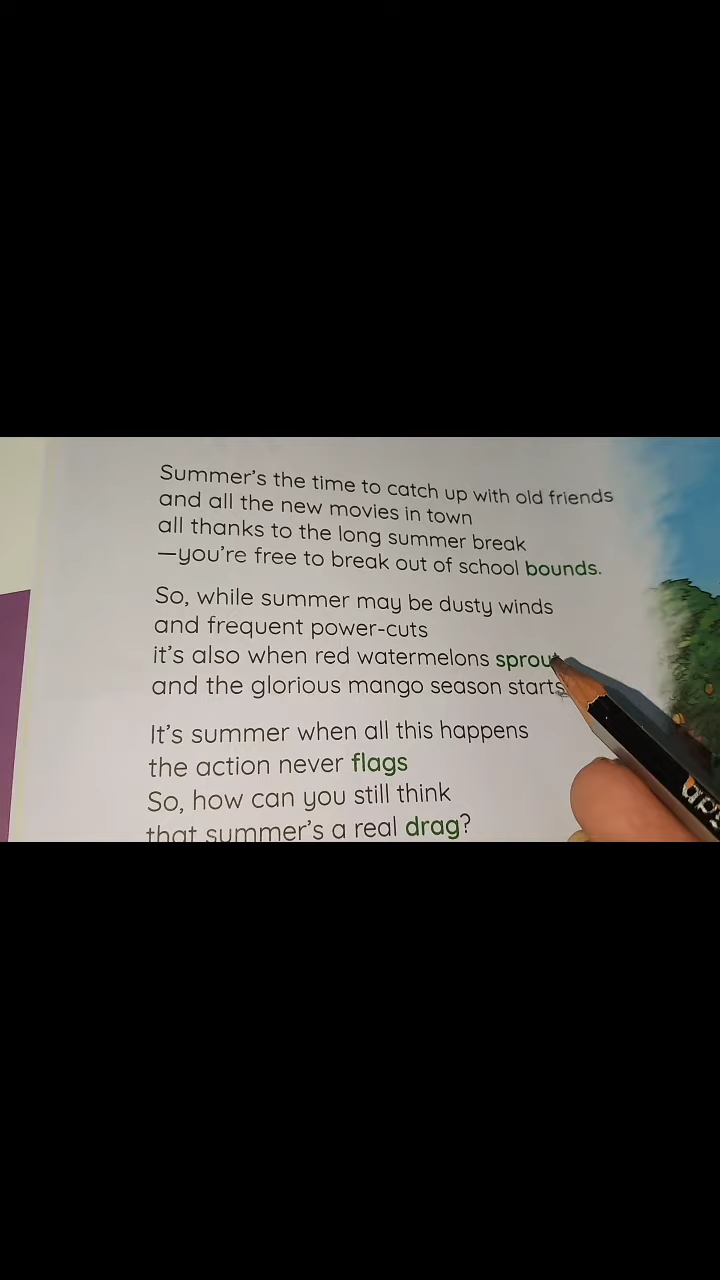 Summer's the time to catch up with old friends
and all the new movies in town
all thanks to the long summer break
—you're free to break out of school bounds.
So, while summer may be dusty winds
and frequent power-cuts
it's also when red watermelons sprout
and the glorious mango season starts
It's summer when all this happens
the action never flags
So, how can you still think
that summer's a real drag?